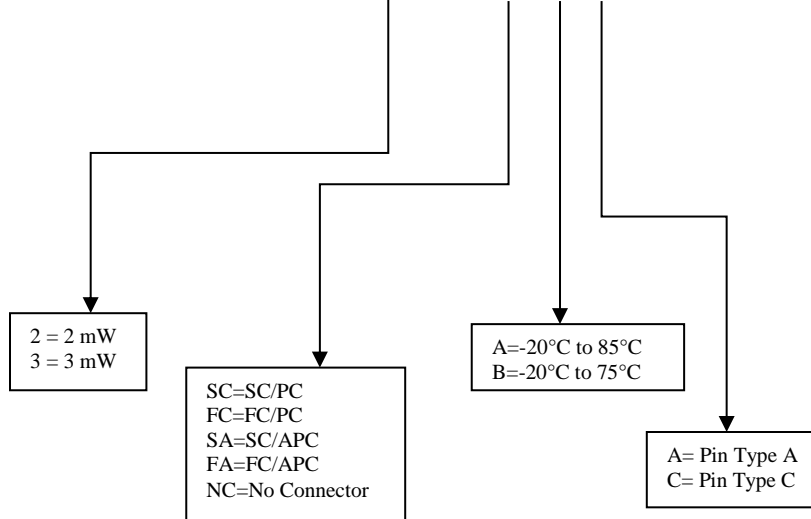 2 = 2 mW
3 = 3 mW
SC=SC/PC
FC=FC/PC
SA=SC/APC
FA=FC/APC
NC=No Connector
A=-20°C to 85°C
B=-20°C to 75°C
A= Pin Type A
C= Pin Type C